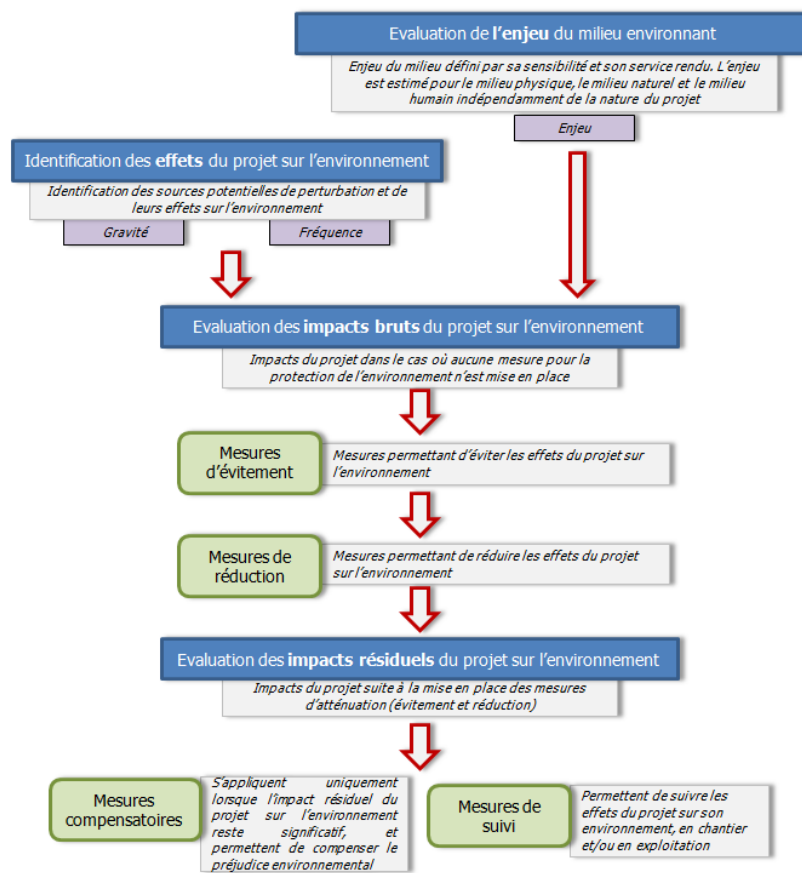 Evaluation de l'enjeu du milieu environnant
Enjeu du milieu défini par sa sensibilité et son service rendu. L'enjeu
est estimé pour le milieu physique, le milieu naturel et le milieu
humain indépendamment de la nature du projet
Enjeu
Identification des effets du projet sur l'environnement
Identification des sources potentielles de perturbation et de
leurs effets sur l'environnement
Gravité
Fréquence
Evaluation des impacts bruts du projet sur l'environnement
Impacts du projet dans le cas où aucune mesure pour la
protection de l'environnement n'est mise en place
Mesures
d'évitement
Mesures permettant d'éviter les effets du projet sur
l'environnement
Mesures de
réduction
Mesures permettant de réduire les effets du projet
sur l'environnement
Evaluation des impacts résiduels du projet sur l'environnement
Impacts du projet suite à la mise en place des mesures
d'atténuation (évitement et réduction)
Mesures
compensatoires
S'appliquent uniquement
lorsque l'impact résiduel du
projet sur l'environnement
reste significatif, et
permettent de compenser le
préjudice environnemental
Mesures de
suivi
Permettent de suivre les
effets du projet sur son
environnement, en chantier
et/ou en exploitation